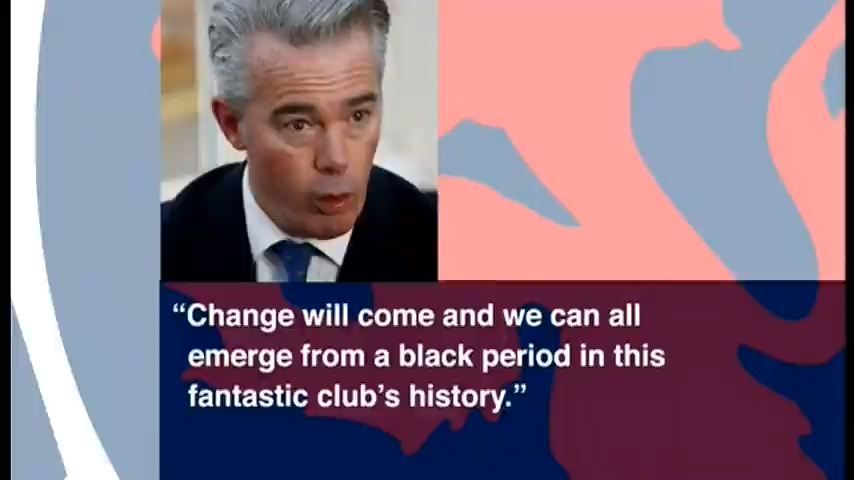 “Change will come and we can all
emerge from a black period in this
fantastic club’s history.”